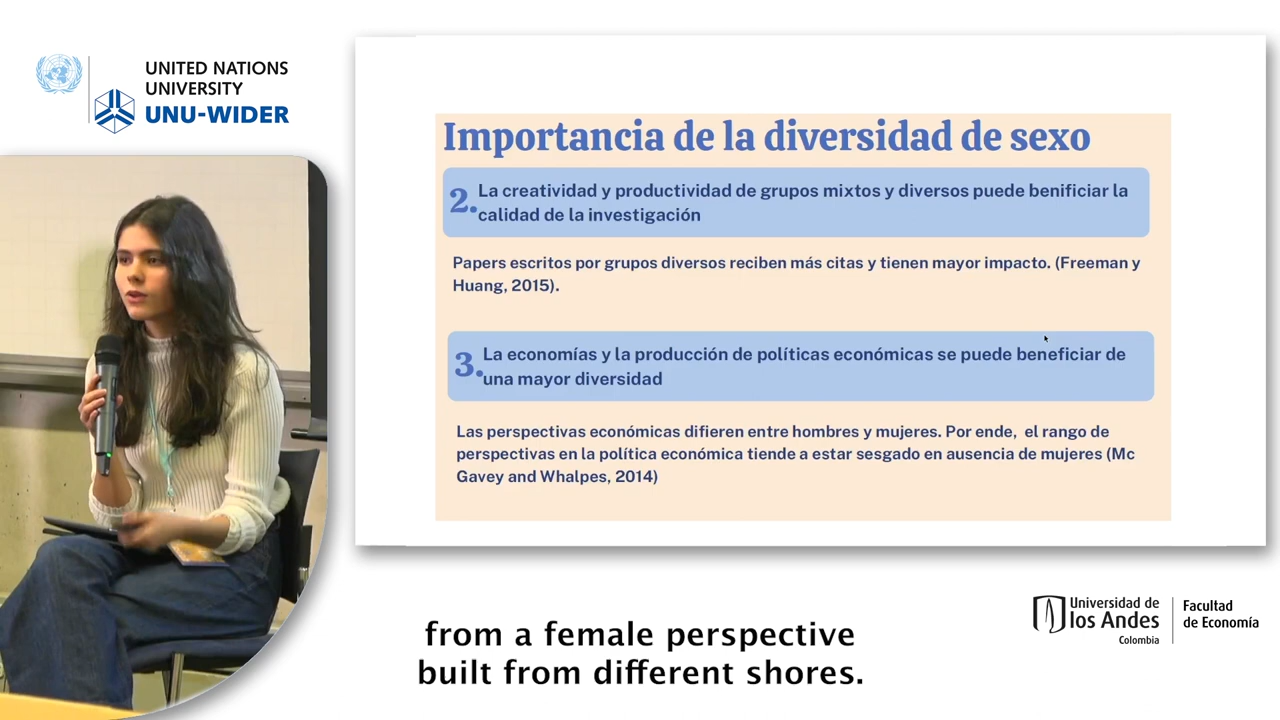 UNITED NATIONS
UNIVERSITY
UNU-WIDER
Importancia de la diversidad de sexo
2. La creatividad y productividad de grupos mixtos y diversos puede benificiar la
calidad de la investigación
Papers escritos por grupos diversos reciben más citas y tienen mayor impacto. (Freeman y
Huang, 2015).
3. La economías y la producción de políticas económicas se puede beneficiar de
una mayor diversidad
Las perspectivas económicas difieren entre hombres y mujeres. Por ende, el rango de
perspectivas en la política económica tiende a estar sesgado en ausencia de mujeres (Mc
Gavey and Whalpes, 2014)
Universidad de
los Andes
Colombia
Facultad
de Economía
from a female perspective
built from different shores.